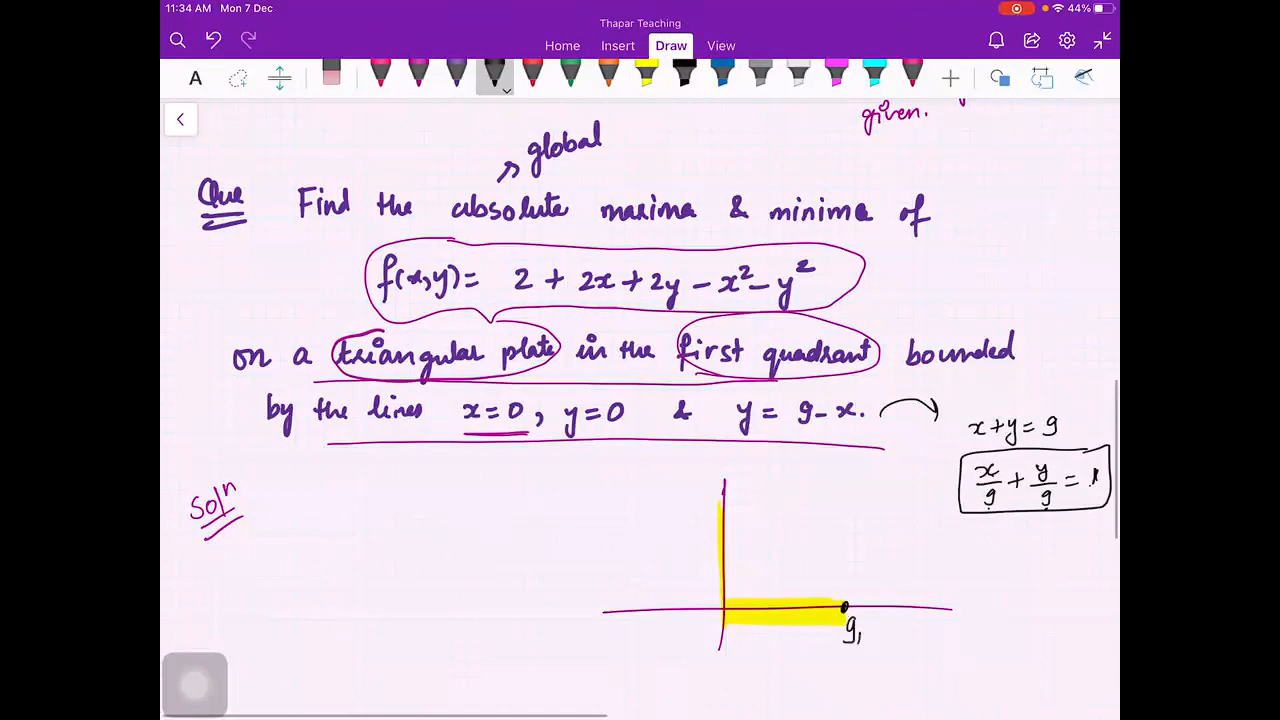 11:34 AM Mon 7 Dec
44%
Thapar Teaching
Home Insert Draw View
A
given.
global
Que Find the absolute maxima & minima of
f(x,y) = 2 + 2x + 2y - x² - y²
on a triangular plate in the first quadrant bounded
by the lines x=0, y=0 & y = 9-x.
x+y=9
x/9 + y/9 = 1
Solⁿ
9,